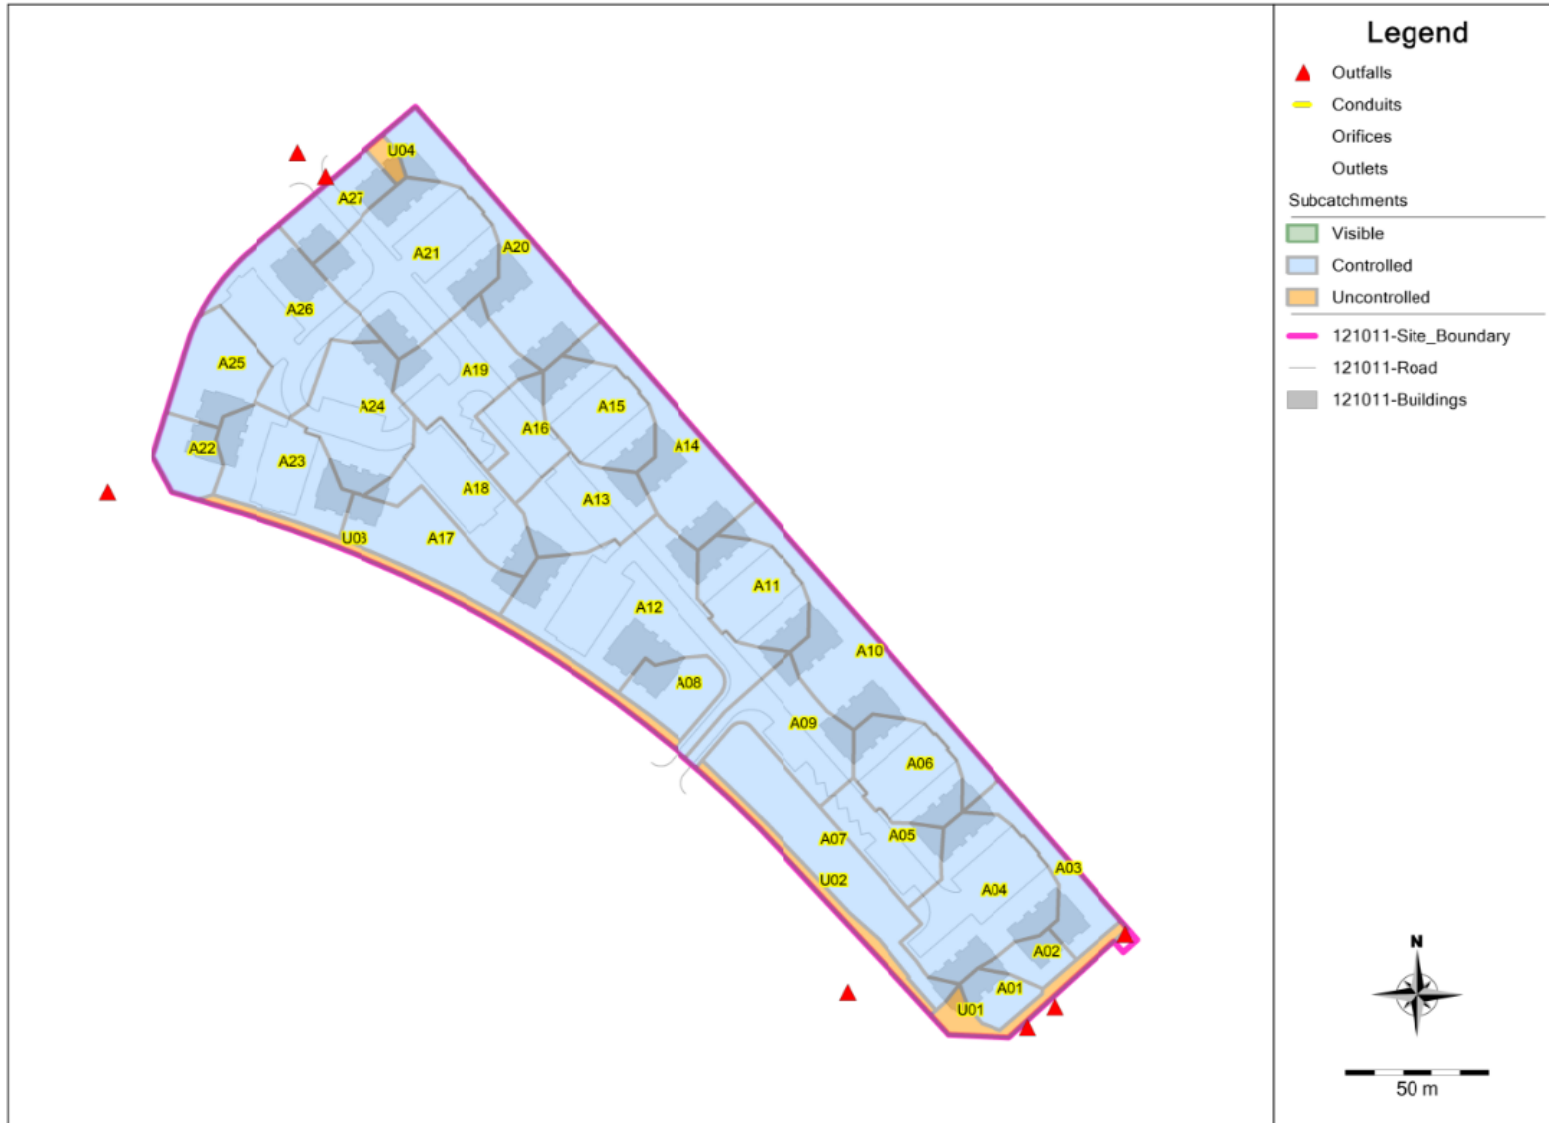 Legend
Outfalls
Conduits
Orifices
Outlets
Subcatchments
Visible
Controlled
Uncontrolled
121011-Site_Boundary
121011-Road
121011-Buildings
U04
A27
A20
A21
A26
A25
A19
A24
A15
A16
A14
A22
A23
A18
A13
U03
A17
A11
A12
A10
A08
A09
A06
A07
A05
U02
A03
A04
A02
A01
U01
N
50 m